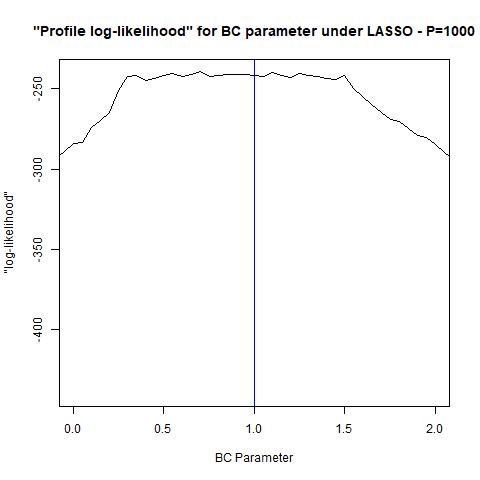 "Profile log-likelihood" for BC parameter under LASSO - P=1000
"log-likelihood"
-250
-300
-350
-400
0.0 0.5 1.0 1.5 2.0
BC Parameter